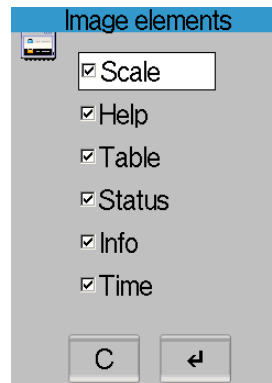 Image elements
Scale
Help
Table
Status
Info
Time
C